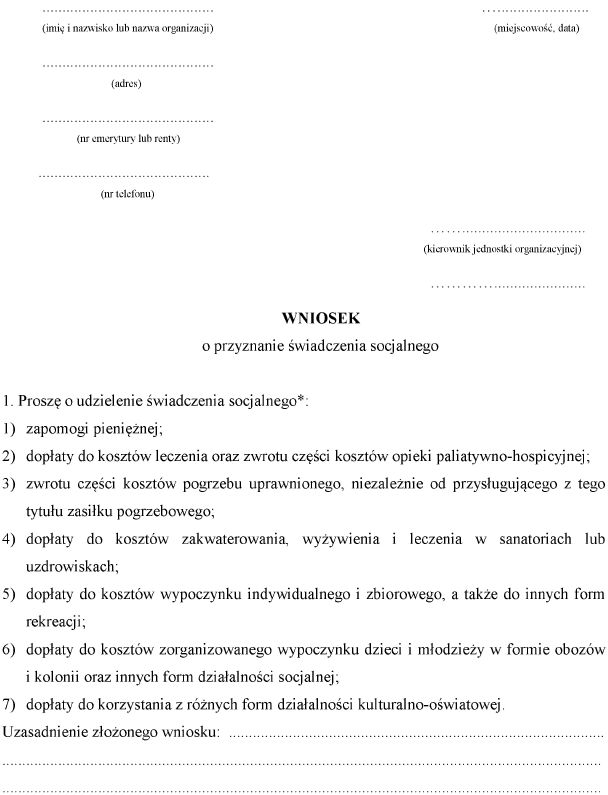 ........................................... ...........................
(imię i nazwisko lub nazwa organizacji) (miejscowość, data)
...........................................
(adres)
...........................................
(nr emerytury lub renty)
...........................................
(nr telefonu)
.......................................
(kierownik jednostki organizacyjnej)
.......................................
WNIOSEK
o przyznanie świadczenia socjalnego
1. Proszę o udzielenie świadczenia socjalnego*:
1) zapomogi pieniężnej;
2) dopłaty do kosztów leczenia oraz zwrotu części kosztów opieki paliatywno-hospicyjnej;
3) zwrotu części kosztów pogrzebu uprawnionego, niezależnie od przysługującego z tego
tytułu zasiłku pogrzebowego;
4) dopłaty do kosztów zakwaterowania, wyżywienia i leczenia w sanatoriach lub
uzdrowiskach;
5) dopłaty do kosztów wypoczynku indywidualnego i zbiorowego, a także do innych form
rekreacji;
6) dopłaty do kosztów zorganizowanego wypoczynku dzieci i młodzieży w formie obozów
i kolonii oraz innych form działalności socjalnej;
7) dopłaty do korzystania z różnych form działalności kulturalno-oświatowej.
Uzasadnienie złożonego wniosku: ................................................................................
................................................................................................................................
................................................................................................................................